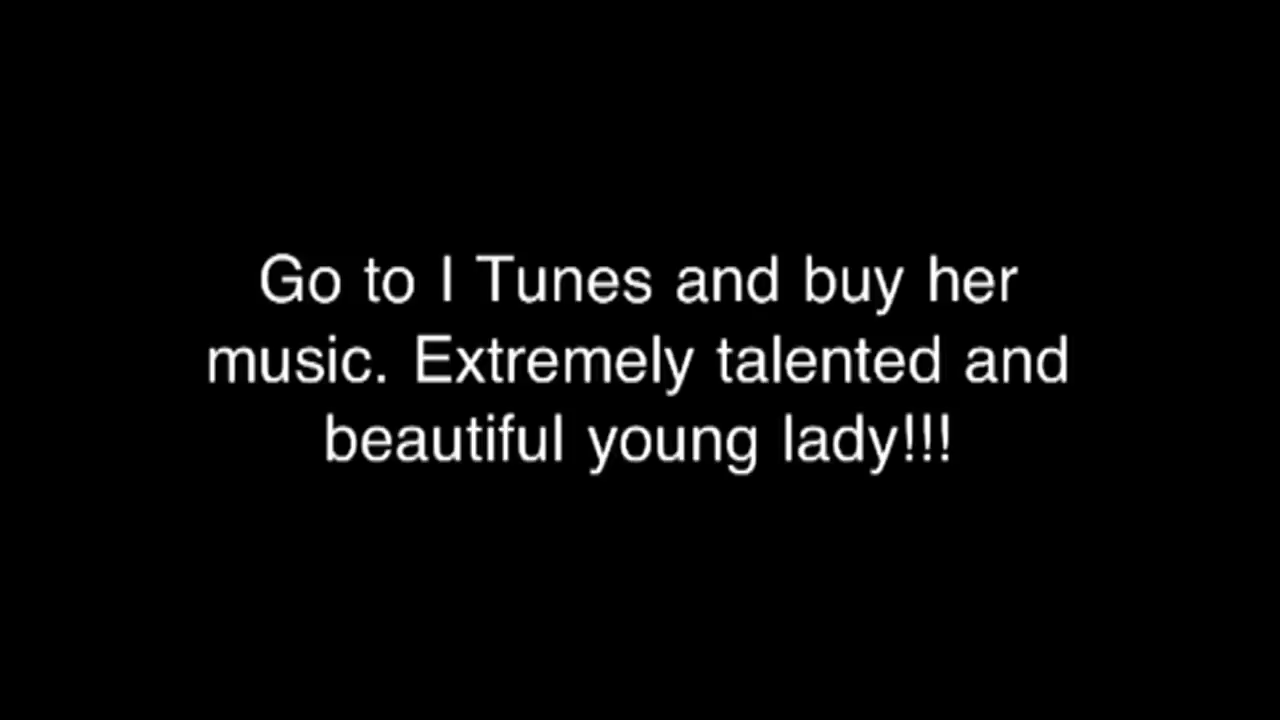 Go to I Tunes and buy her
music. Extremely talented and
beautiful young lady!!!